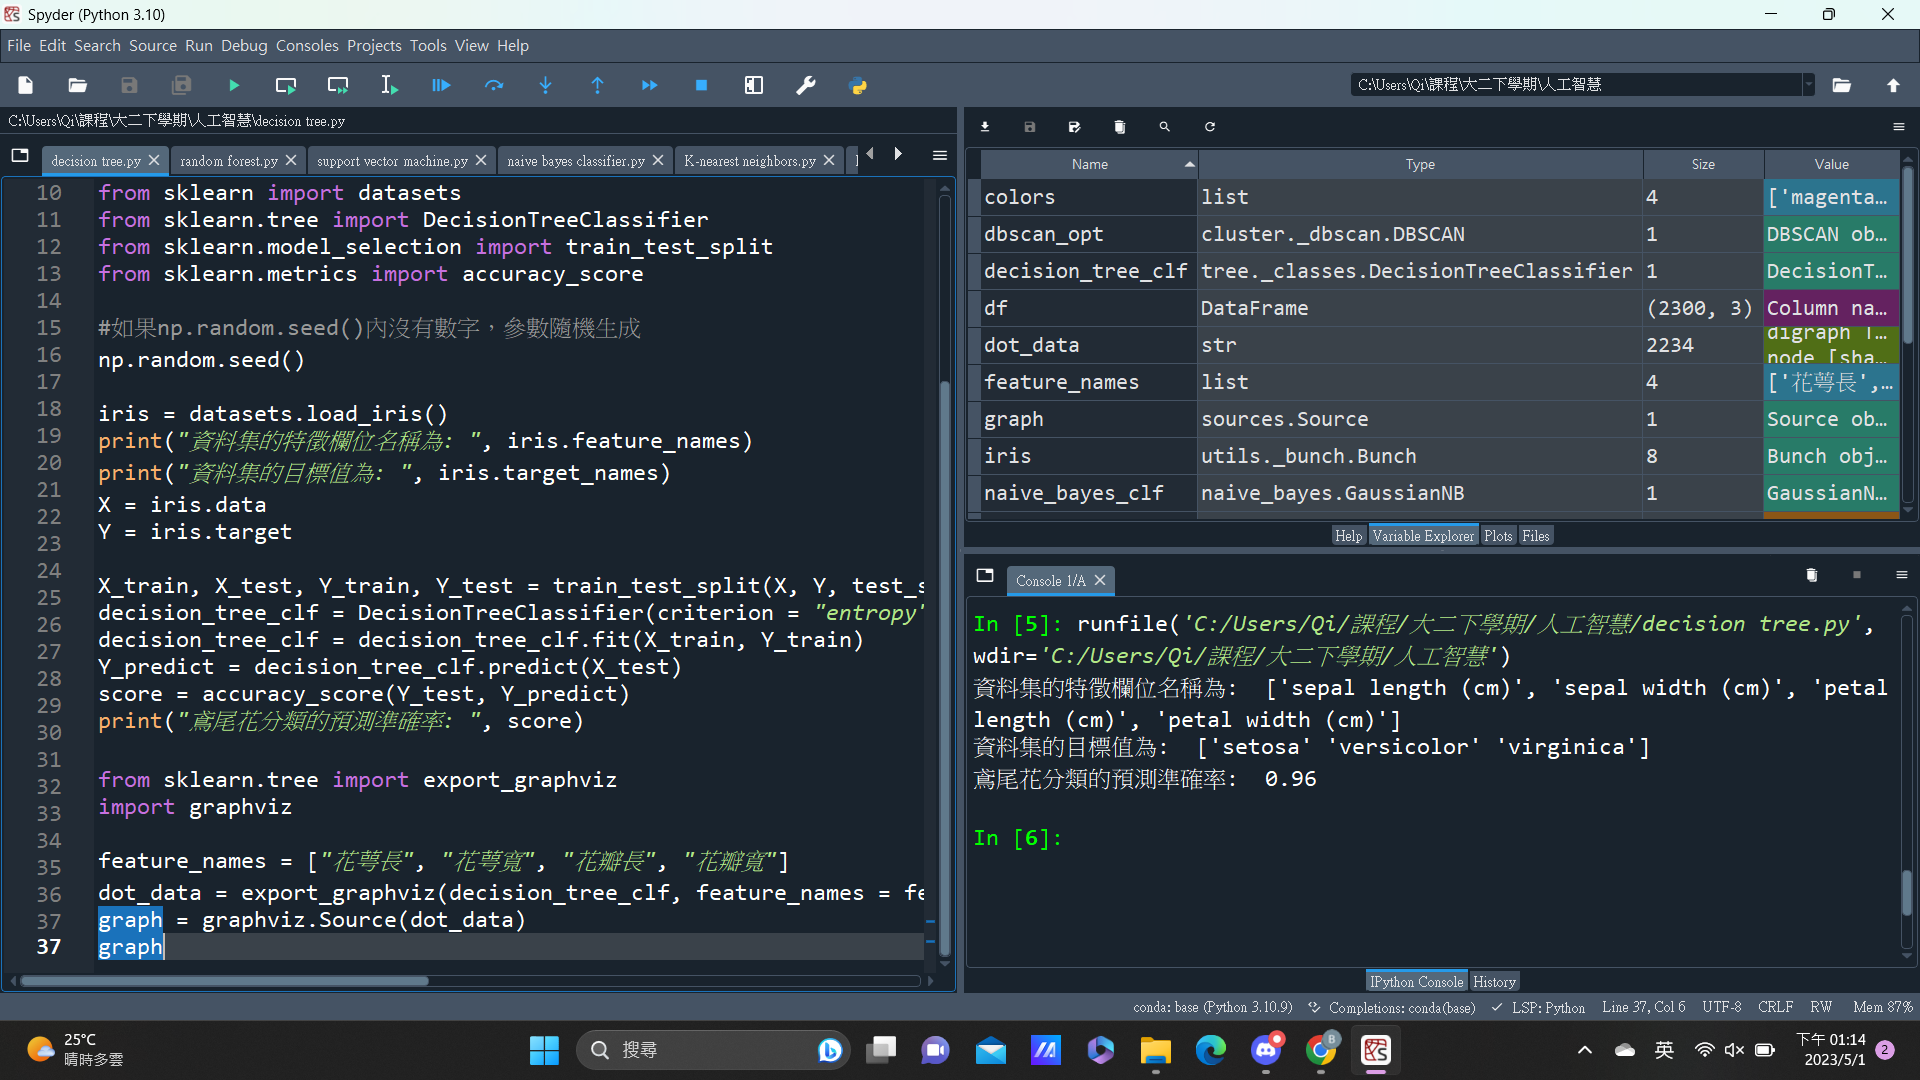 Spyder (Python 3.10)
File Edit Search Source Run Debug Consoles Projects Tools View Help
C:\Users\Qi\課程\大二下學期\人工智慧
C:\Users\Qi\課程\大二下學期\人工智慧\decision tree.py
decision tree.py random forest.py support vector machine.py naive bayes classifier.py K-nearest neighbors.py
10 from sklearn import datasets
11 from sklearn.tree import DecisionTreeClassifier
12 from sklearn.model_selection import train_test_split
13 from sklearn.metrics import accuracy_score
14
15 #如果np.random.seed()內沒有數字，參數隨機生成
16 np.random.seed()
17
18 iris = datasets.load_iris()
19 print("資料集的特徵欄位名稱為: ", iris.feature_names)
20 print("資料集的目標值為: ", iris.target_names)
21 X = iris.data
22 Y = iris.target
23
24 X_train, X_test, Y_train, Y_test = train_test_split(X, Y, test_s
25 decision_tree_clf = DecisionTreeClassifier(criterion = "entropy"
26 decision_tree_clf = decision_tree_clf.fit(X_train, Y_train)
27 Y_predict = decision_tree_clf.predict(X_test)
28 score = accuracy_score(Y_test, Y_predict)
29 print("鳶尾花分類的預測準確率: ", score)
30
31 from sklearn.tree import export_graphviz
32 import graphviz
33
34 feature_names = ["花萼長", "花萼寬", "花瓣長", "花瓣寬"]
35 dot_data = export_graphviz(decision_tree_clf, feature_names = fe
36 graph = graphviz.Source(dot_data)
37 graph
37
Name Type Size Value
colors list 4 ['magenta…
dbscan_opt cluster._dbscan.DBSCAN 1 DBSCAN ob…
decision_tree_clf tree._classes.DecisionTreeClassifier 1 DecisionT…
df DataFrame (2300, 3) Column na…
dot_data str 2234 digraph T… node [sha…
feature_names list 4 ['花萼長',…
graph sources.Source 1 Source ob…
iris utils._bunch.Bunch 8 Bunch obj…
naive_bayes_clf naive_bayes.GaussianNB 1 GaussianN…
Help Variable Explorer Plots Files
Console 1/A
In [5]: runfile('C:/Users/Qi/課程/大二下學期/人工智慧/decision tree.py',
wdir='C:/Users/Qi/課程/大二下學期/人工智慧')
資料集的特徵欄位名稱為:  ['sepal length (cm)', 'sepal width (cm)', 'petal
length (cm)', 'petal width (cm)']
資料集的目標值為:  ['setosa' 'versicolor' 'virginica']
鳶尾花分類的預測準確率:  0.96
In [6]:
IPython Console History
conda: base (Python 3.10.9) Completions: conda(base) LSP: Python Line 37, Col 6 UTF-8 CRLF RW Mem 87%
25°C
晴時多雲
搜尋
英
下午 01:14
2023/5/1
2